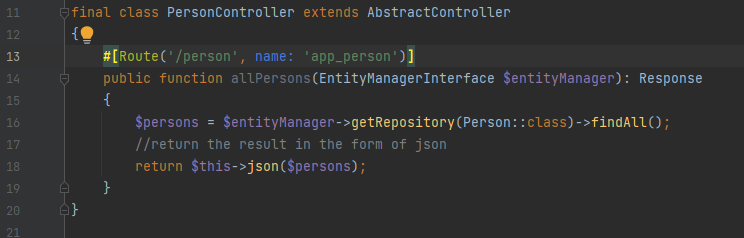 11 final class PersonController extends AbstractController
12 {
13 #[Route('/person', name: 'app_person')]
14 public function allPersons(EntityManagerInterface $entityManager): Response
15 {
16 $persons = $entityManager->getRepository(Person::class)->findAll();
17 //return the result in the form of json
18 return $this->json($persons);
19 }
20 }
21